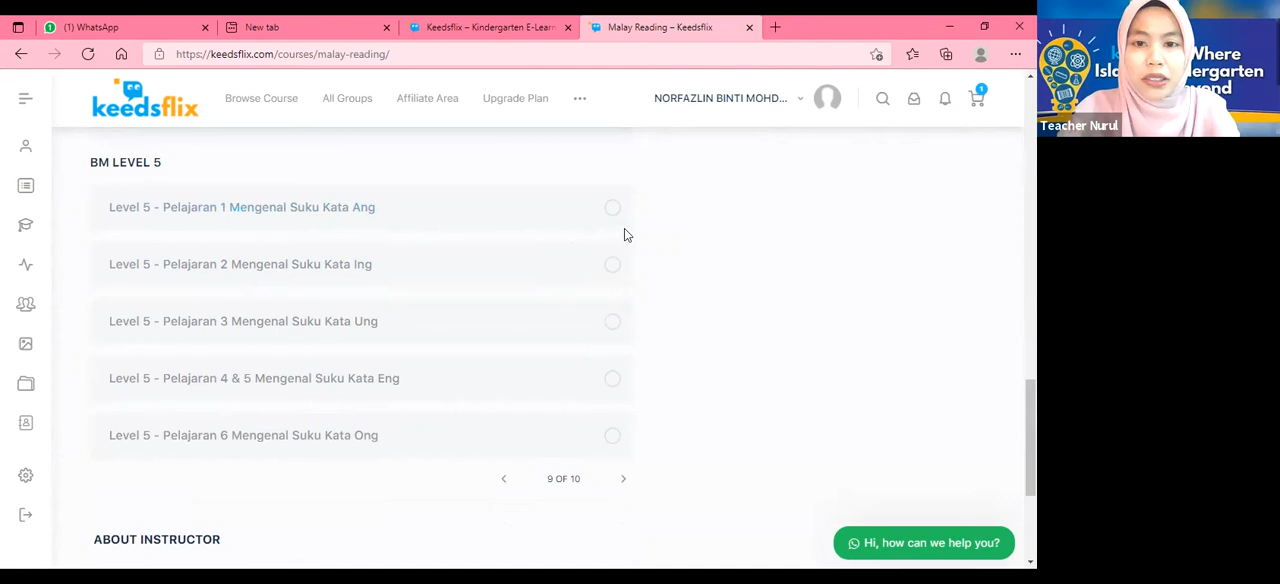 (1) WhatsApp
New tab
Keedsflix – Kindergarten E-Learn
Malay Reading – Keedsflix
https://keedsflix.com/courses/malay-reading/
keedsflix
Browse Course
All Groups
Affiliate Area
Upgrade Plan
NORFAZLIN BINTI MOHD...
1
BM LEVEL 5
Level 5 - Pelajaran 1 Mengenal Suku Kata Ang
Level 5 - Pelajaran 2 Mengenal Suku Kata Ing
Level 5 - Pelajaran 3 Mengenal Suku Kata Ung
Level 5 - Pelajaran 4 & 5 Mengenal Suku Kata Eng
Level 5 - Pelajaran 6 Mengenal Suku Kata Ong
9 OF 10
ABOUT INSTRUCTOR
Hi, how can we help you?
Where
Teacher Nurul